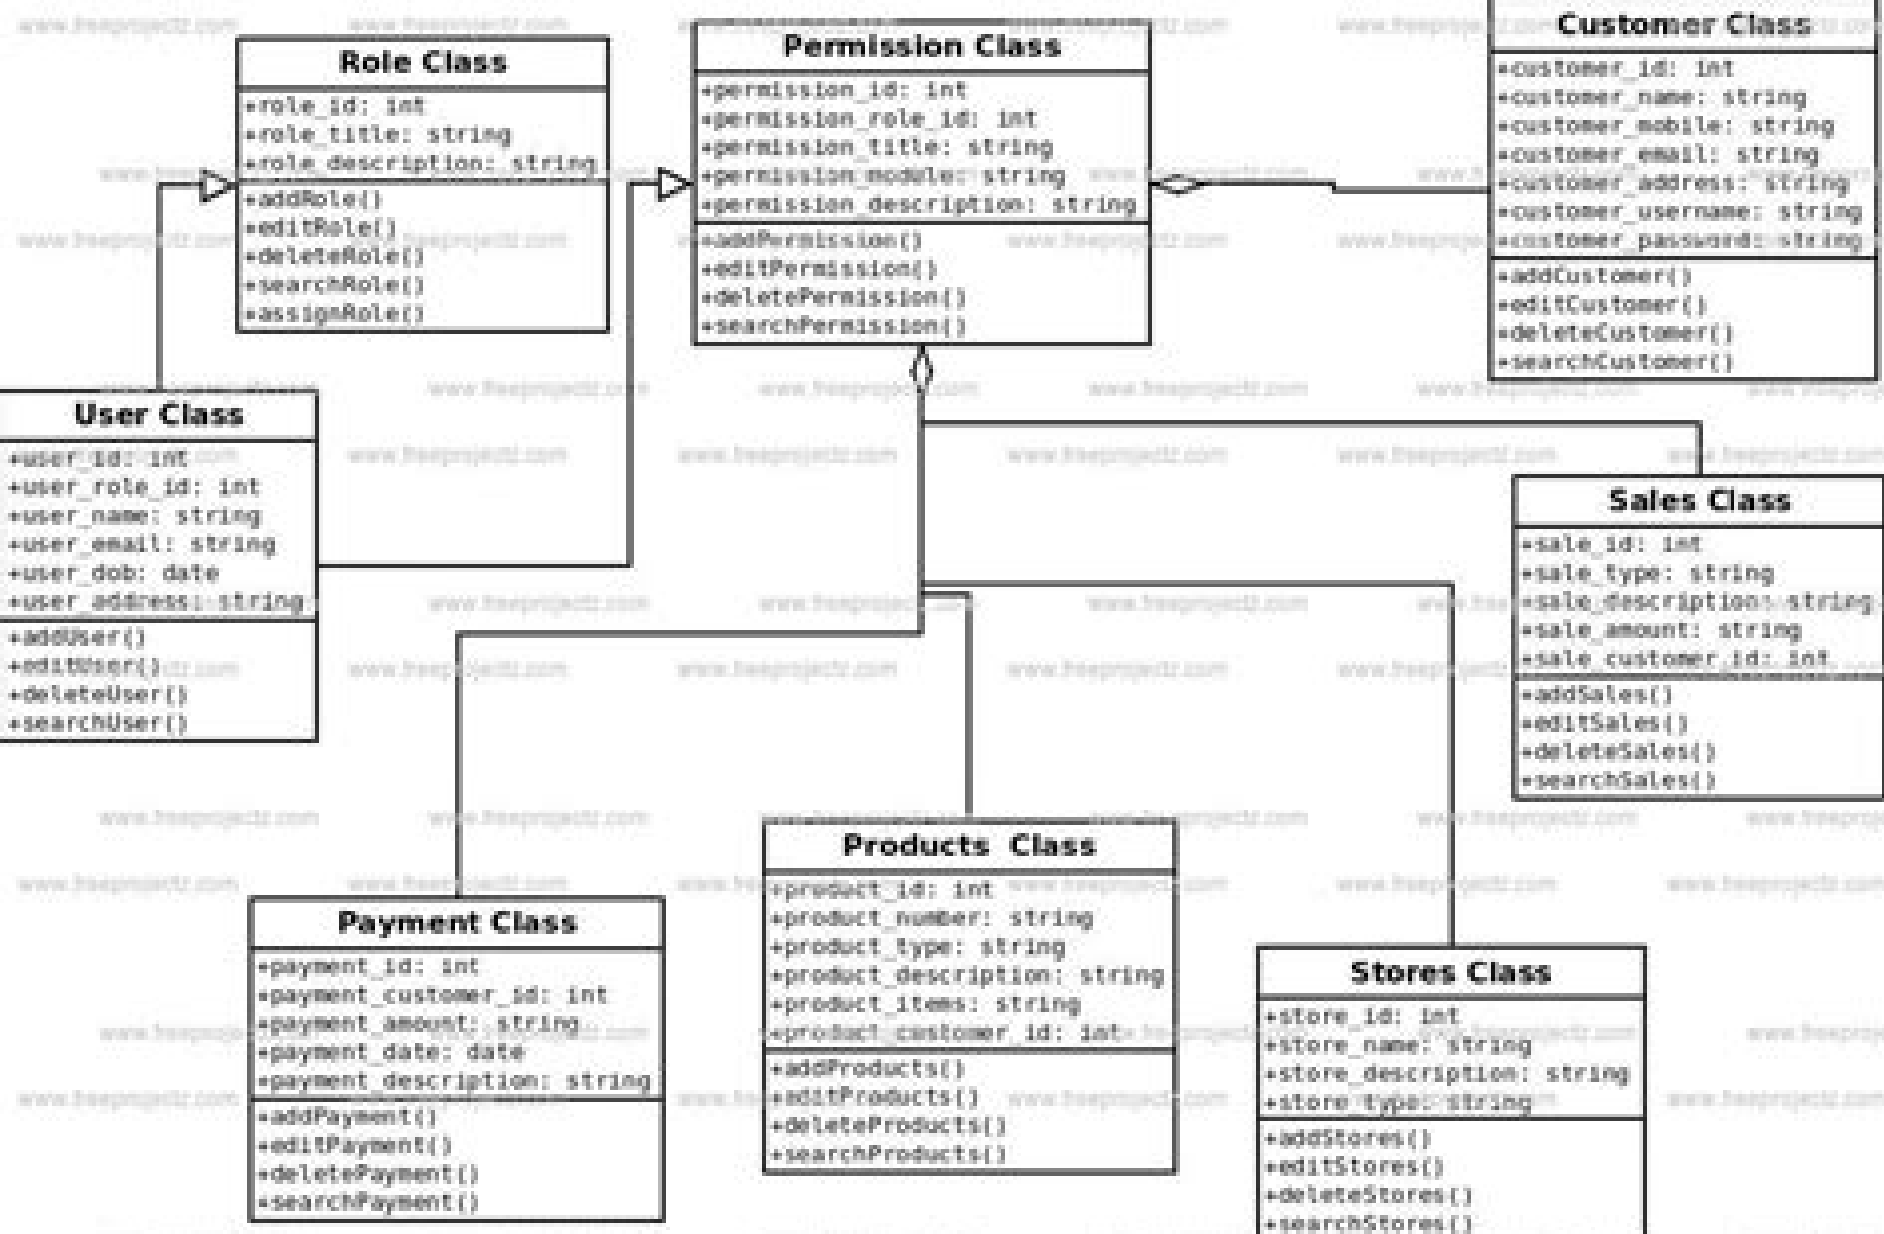 Role Class
+role_id: int
+role_title: string
+role_description: string
+addRole()
+editRole()
+deleteRole()
+searchRole()
+assignRole()
Permission Class
+permission_id: int
+permission_role_id: int
+permission_title: string
+permission_module: string
+permission_description: string
+addPermission()
+editPermission()
+deletePermission()
+searchPermission()
Customer Class
+customer_id: int
+customer_name: string
+customer_mobile: string
+customer_email: string
+customer_address: string
+customer_username: string
+customer_password: string
+addCustomer()
+editCustomer()
+deleteCustomer()
+searchCustomer()
User Class
+user_id: int
+user_role_id: int
+user_name: string
+user_email: string
+user_dob: date
+user_address: string
+addUser()
+editUser()
+deleteUser()
+searchUser()
Sales Class
+sale_id: int
+sale_type: string
+sale_description: string
+sale_amount: string
+sale_customer_id: int
+addSales()
+editSales()
+deleteSales()
+searchSales()
Payment Class
+payment_id: int
+payment_customer_id: int
+payment_amount: string
+payment_date: date
+payment_description: string
+addPayment()
+editPayment()
+deletePayment()
+searchPayment()
Products Class
+product_id: int
+product_number: string
+product_type: string
+product_description: string
+product_items: string
+product_customer_id: int
+addProducts()
+editProducts()
+deleteProducts()
+searchProducts()
Stores Class
+store_id: int
+store_name: string
+store_description: string
+store_type: string
+addStores()
+editStores()
+deleteStores()
+searchStores()
www.freeprojectz.com